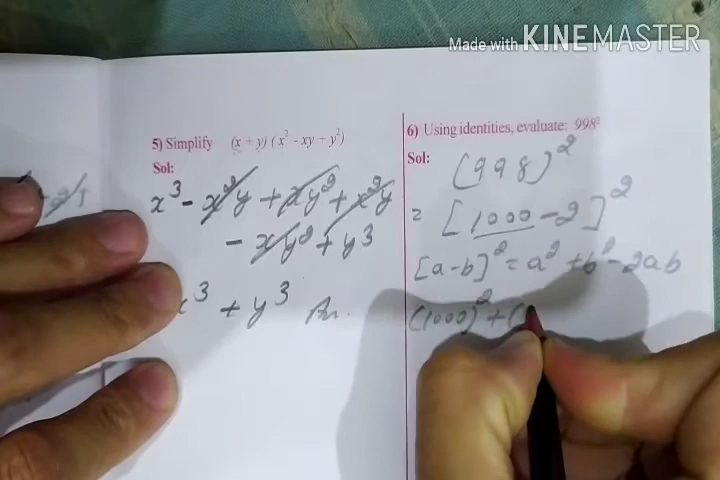 Made with KINEMASTER
5) Simplify (x + y) ( x² - xy + y²)
Sol:
x³ - x²y + xy² + x²y
- xy² + y³
x³ + y³ An.
6) Using identities, evaluate: 998²
Sol: (998)²
= [1000-2]²
[a-b]² = a² + b² - 2ab
(1000)² + (